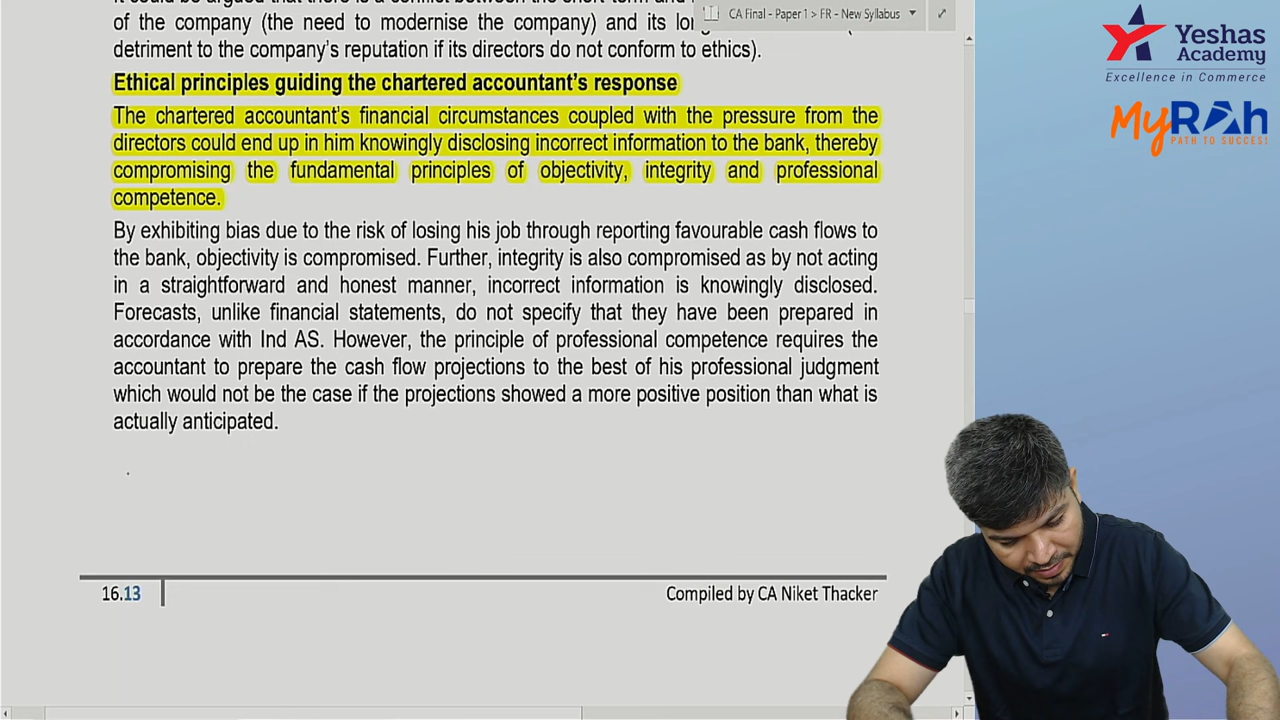 of the company (the need to modernise the company) and its
detriment to the company's reputation if its directors do not conform to ethics).
Ethical principles guiding the chartered accountant's response
The chartered accountant's financial circumstances coupled with the pressure from the
directors could end up in him knowingly disclosing incorrect information to the bank, thereby
compromising the fundamental principles of objectivity, integrity and professional
competence.
By exhibiting bias due to the risk of losing his job through reporting favourable cash flows to
the bank, objectivity is compromised. Further, integrity is also compromised as by not acting
in a straightforward and honest manner, incorrect information is knowingly disclosed.
Forecasts, unlike financial statements, do not specify that they have been prepared in
accordance with Ind AS. However, the principle of professional competence requires the
accountant to prepare the cash flow projections to the best of his professional judgment
which would not be the case if the projections showed a more positive position than what is
actually anticipated.
16.13
Compiled by CA Niket Thacker
CA Final - Paper 1 > FR - New Syllabus
Yeshas
Academy
Excellence in Commerce
MyRAh
PATH TO SUCCESS